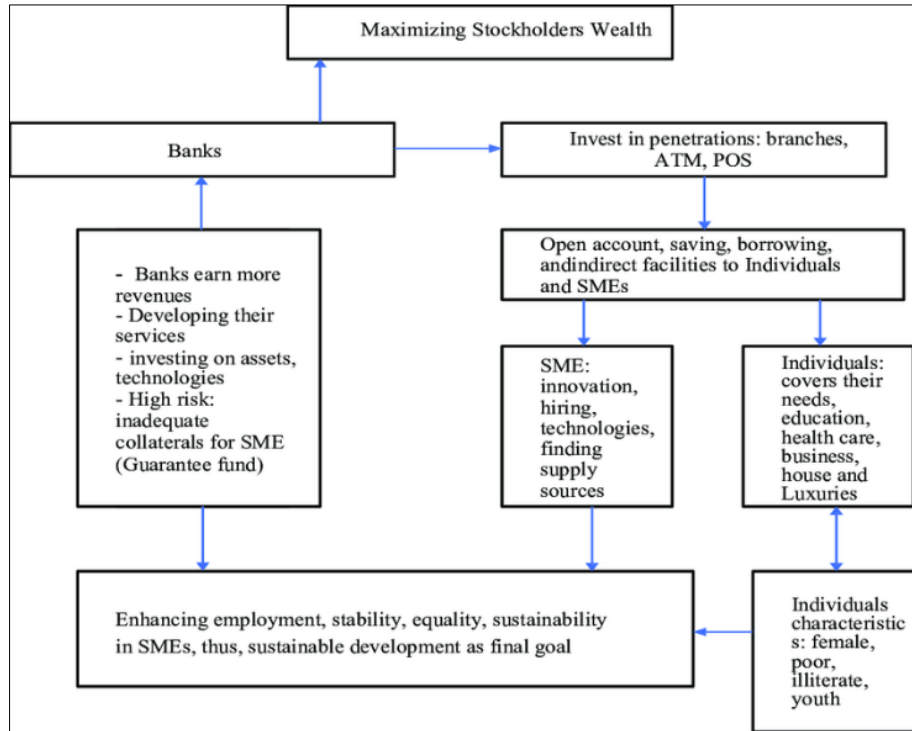 Maximizing Stockholders Wealth
Banks
Invest in penetrations: branches,
ATM, POS
Open account, saving, borrowing,
andindirect facilities to Individuals
and SMEs
- Banks earn more
revenues
- Developing their
services
- investing on assets,
technologies
- High risk:
inadequate
collaterals for SME
(Guarantee fund)
SME:
innovation,
hiring,
technologies,
finding
supply
sources
Individuals:
covers their
needs,
education,
health care,
business,
house and
Luxuries
Enhancing employment, stability, equality, sustainability
in SMEs, thus, sustainable development as final goal
Individuals
characteristic
s: female,
poor,
illiterate,
youth